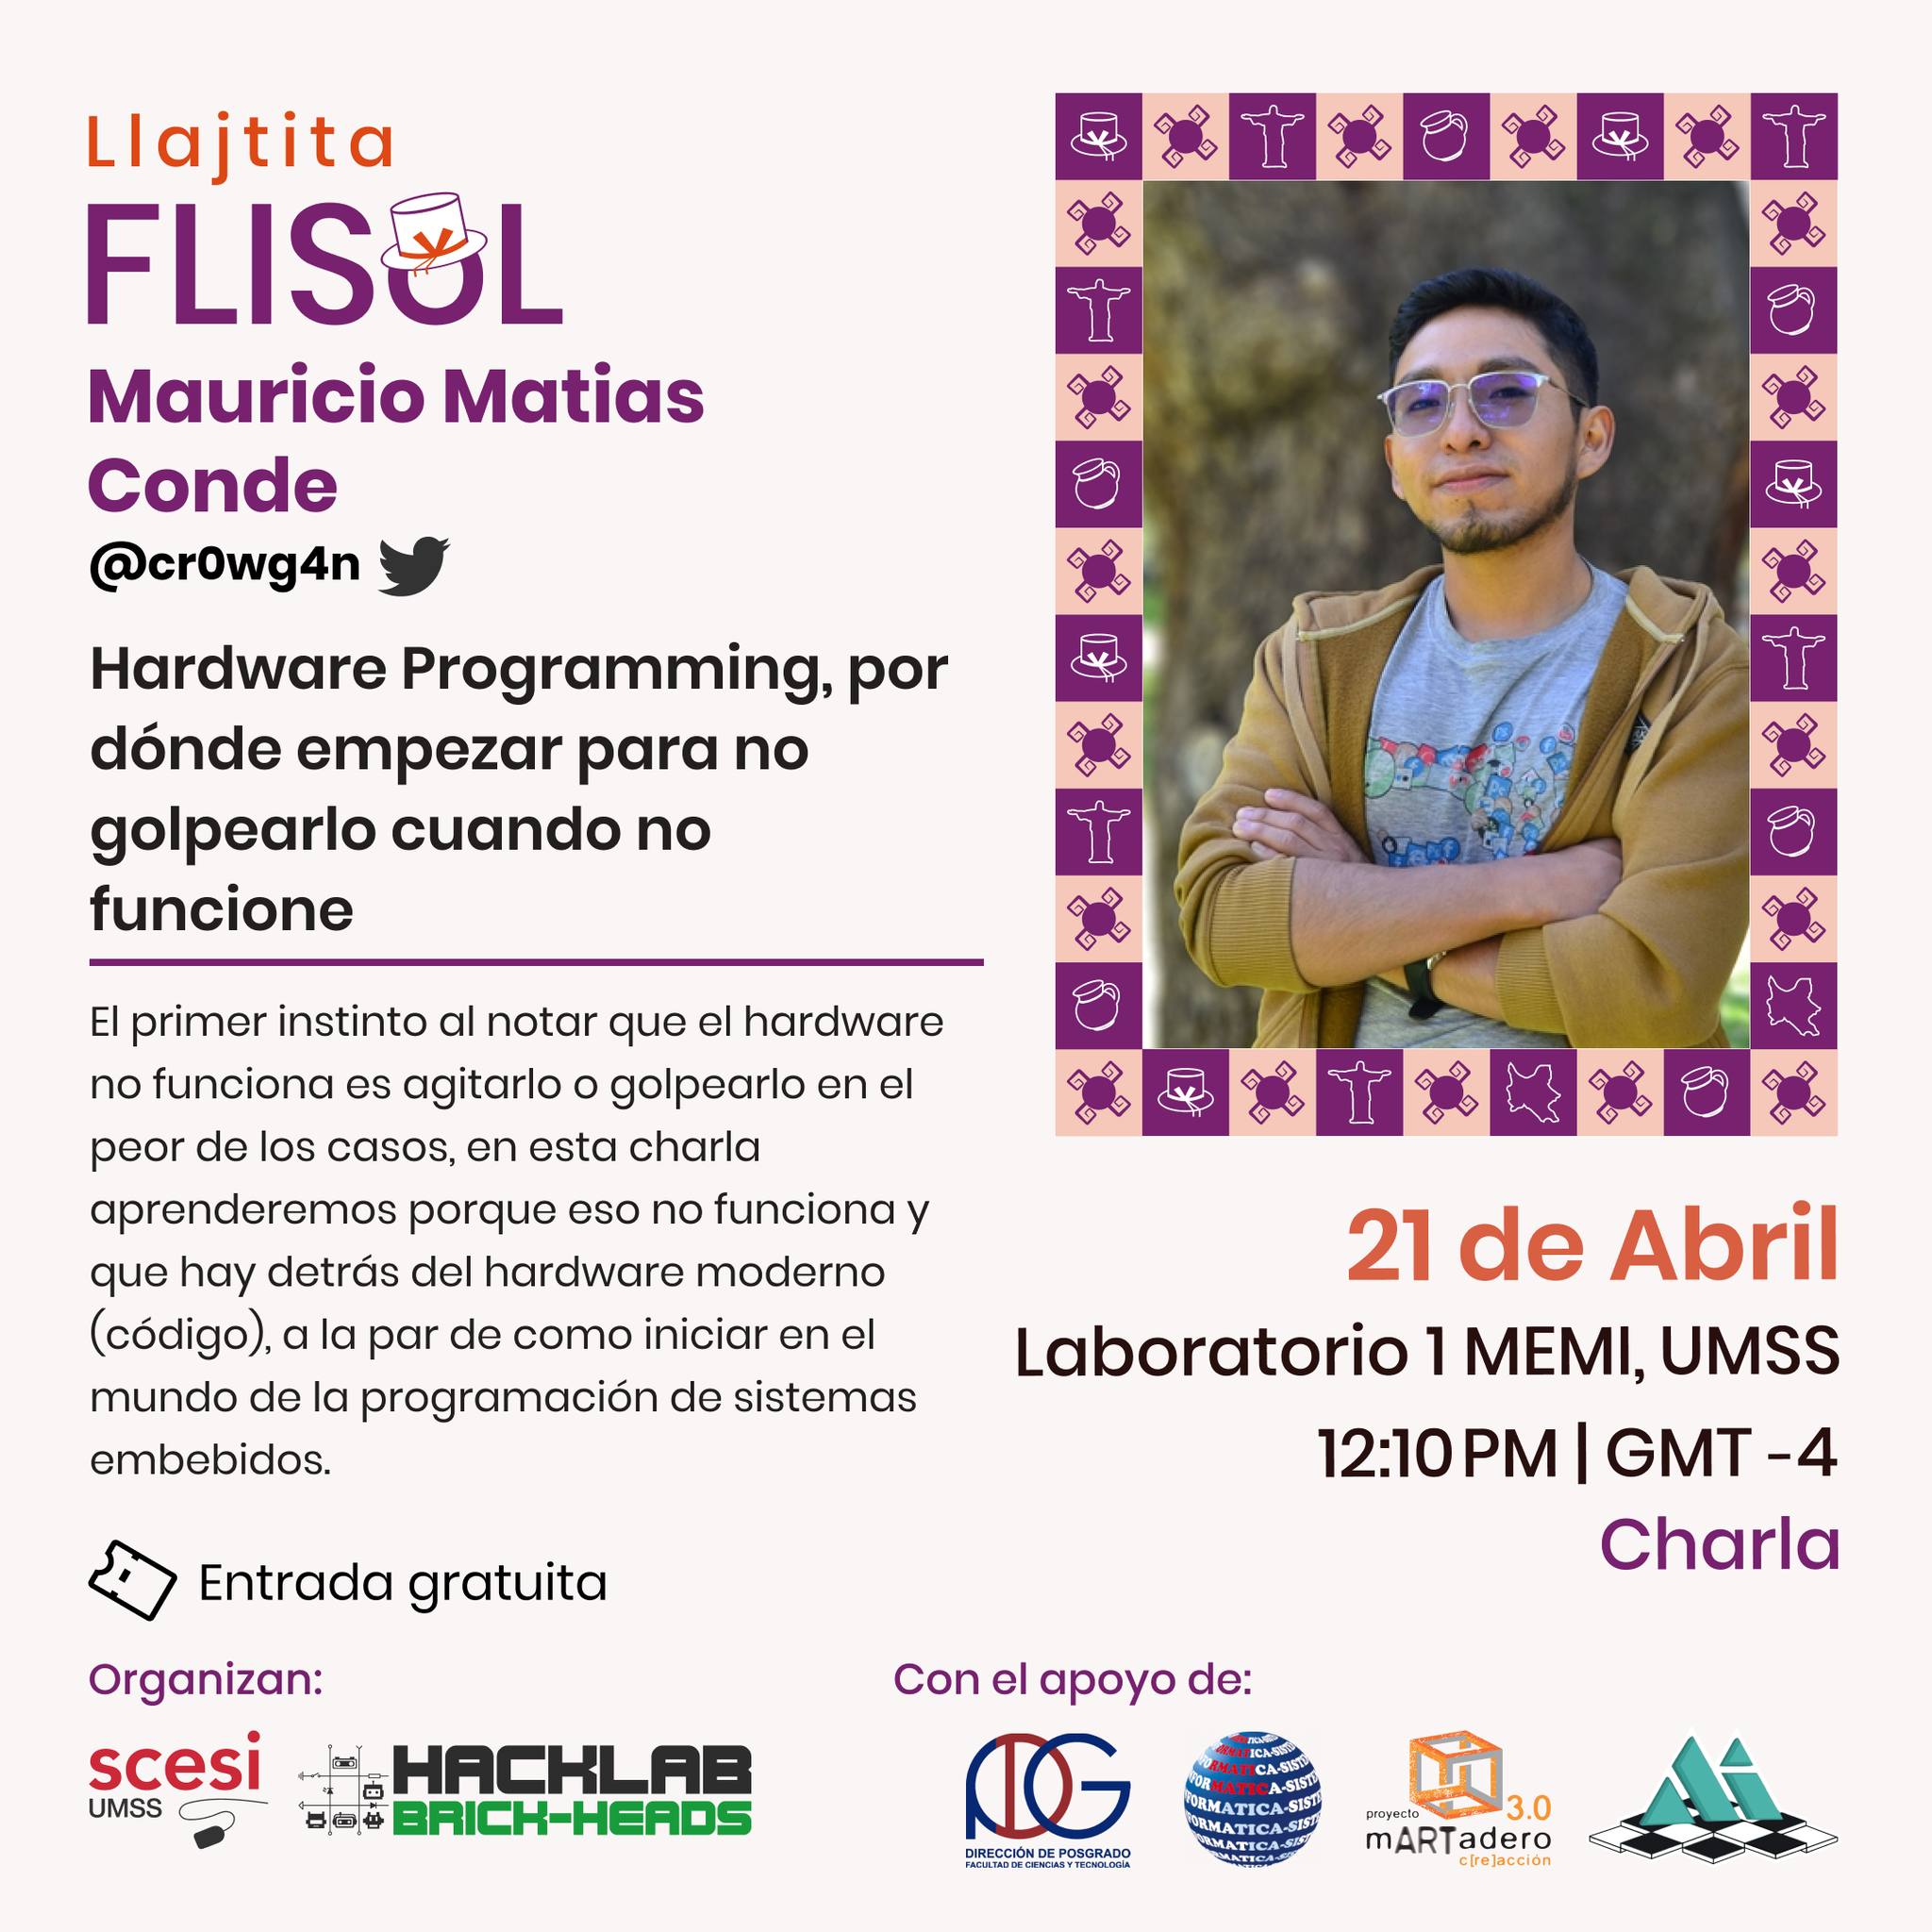 Llajtita
FLISOL
Mauricio Matias
Conde
@cr0wg4n
Hardware Programming, por
dónde empezar para no
golpearlo cuando no
funcione
El primer instinto al notar que el hardware
no funciona es agitarlo o golpearlo en el
peor de los casos, en esta charla
aprenderemos porque eso no funciona y
que hay detrás del hardware moderno
(código), a la par de como iniciar en el
mundo de la programación de sistemas
embebidos.
Entrada gratuita
21 de Abril
Laboratorio 1 MEMI, UMSS
12:10 PM | GMT -4
Charla
Organizan:
scesi
UMSS
HACKLAB
BRICK-HEADS
Con el apoyo de:
DIRECCIÓN DE POSGRADO
FACULTAD DE CIENCIAS Y TECNOLOGÍA
proyecto
3.0
mARTadero
c[re]acción